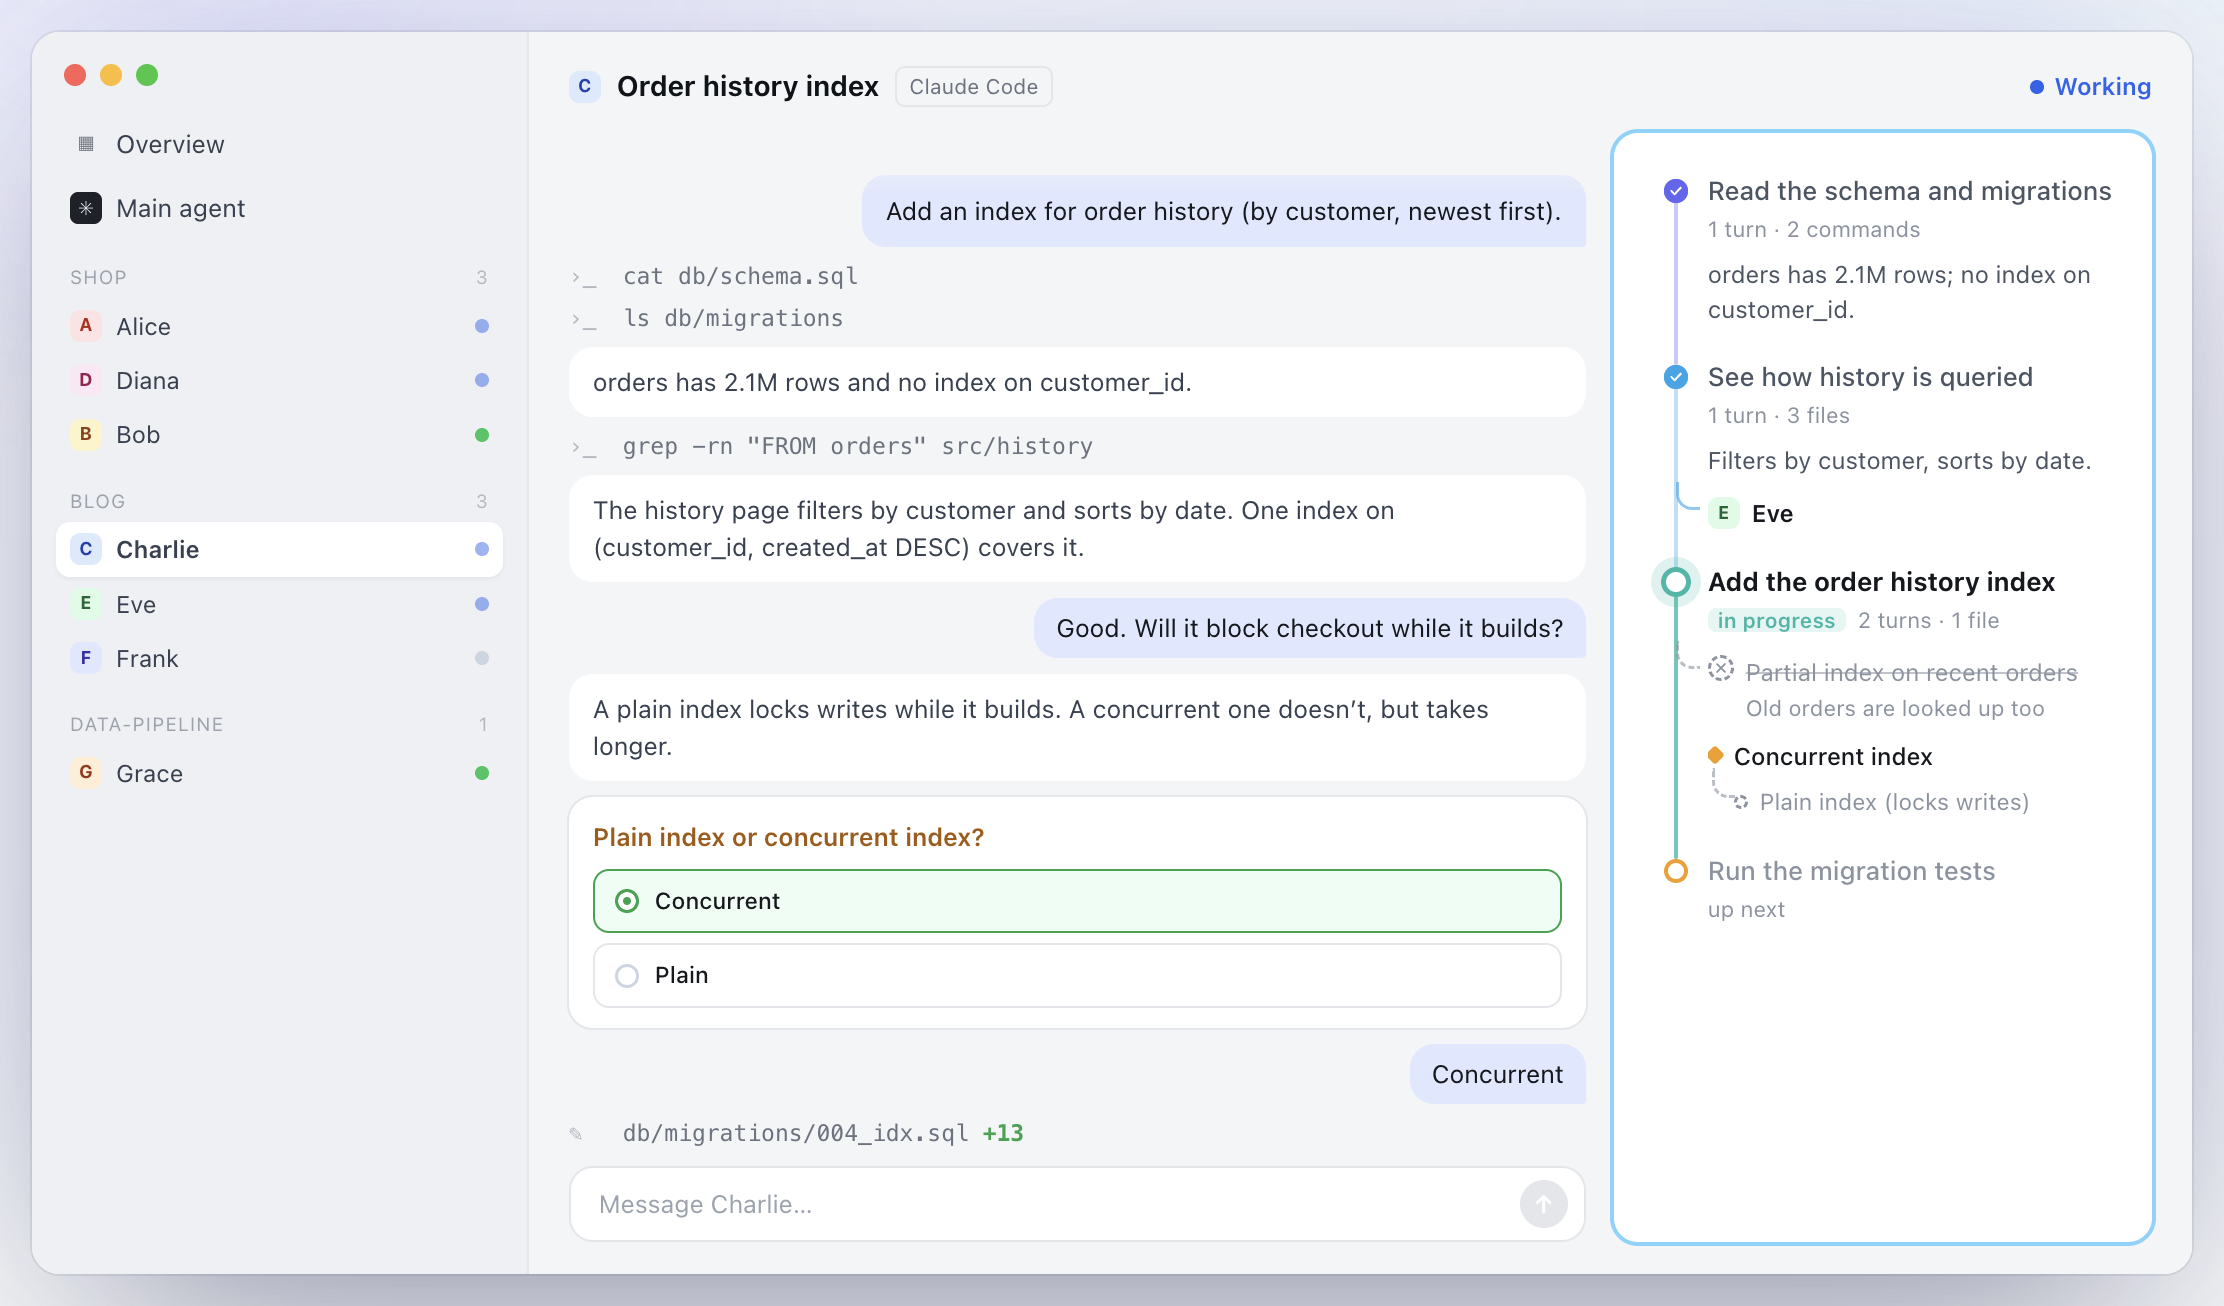 Overview
Main agent
SHOP 3
A Alice
D Diana
B Bob
BLOG 3
C Charlie
E Eve
F Frank
DATA-PIPELINE 1
G Grace
C Order history index Claude Code
Working
Add an index for order history (by customer, newest first).
›_ cat db/schema.sql
›_ ls db/migrations
orders has 2.1M rows and no index on customer_id.
›_ grep -rn "FROM orders" src/history
The history page filters by customer and sorts by date. One index on
(customer_id, created_at DESC) covers it.
Good. Will it block checkout while it builds?
A plain index locks writes while it builds. A concurrent one doesn’t, but takes
longer.
Plain index or concurrent index?
Concurrent
Plain
Concurrent
db/migrations/004_idx.sql +13
Message Charlie…
Read the schema and migrations
1 turn · 2 commands
orders has 2.1M rows; no index on
customer_id.
See how history is queried
1 turn · 3 files
Filters by customer, sorts by date.
E Eve
Add the order history index
in progress 2 turns · 1 file
Partial index on recent orders
Old orders are looked up too
Concurrent index
Plain index (locks writes)
Run the migration tests
up next